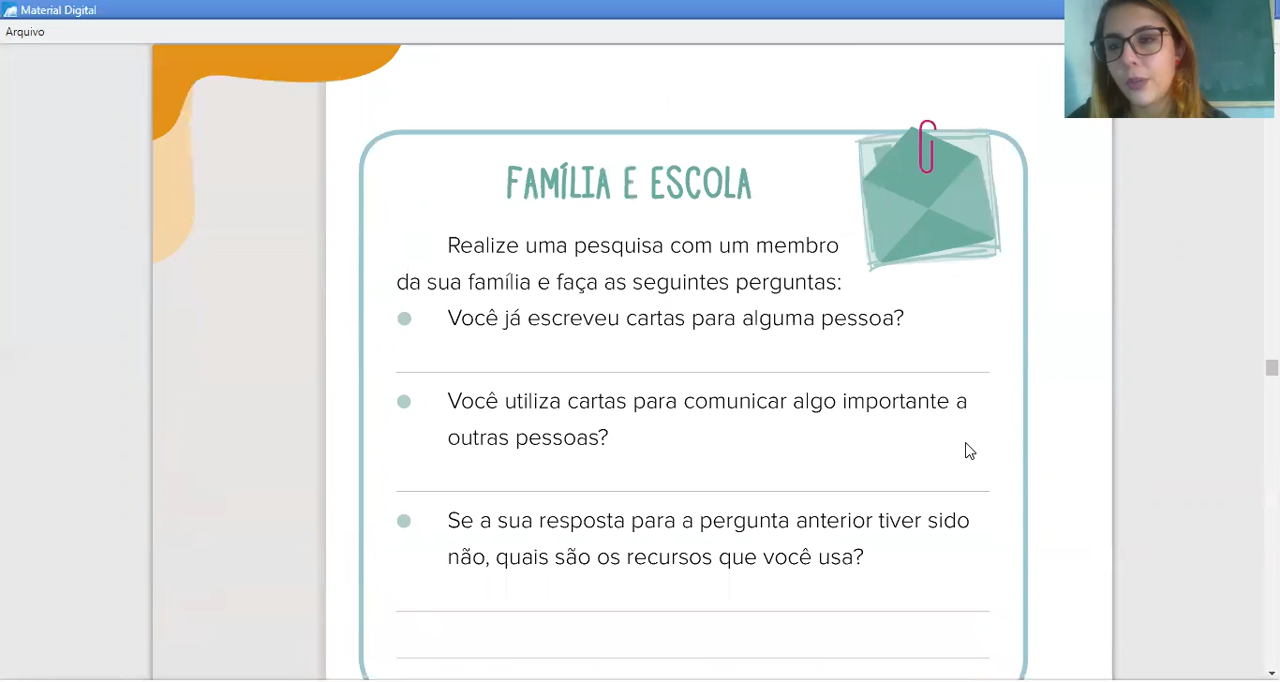 Material Digital
Arquivo
FAMÍLIA E ESCOLA
Realize uma pesquisa com um membro
da sua família e faça as seguintes perguntas:
Você já escreveu cartas para alguma pessoa?
Você utiliza cartas para comunicar algo importante a
outras pessoas?
Se a sua resposta para a pergunta anterior tiver sido
não, quais são os recursos que você usa?